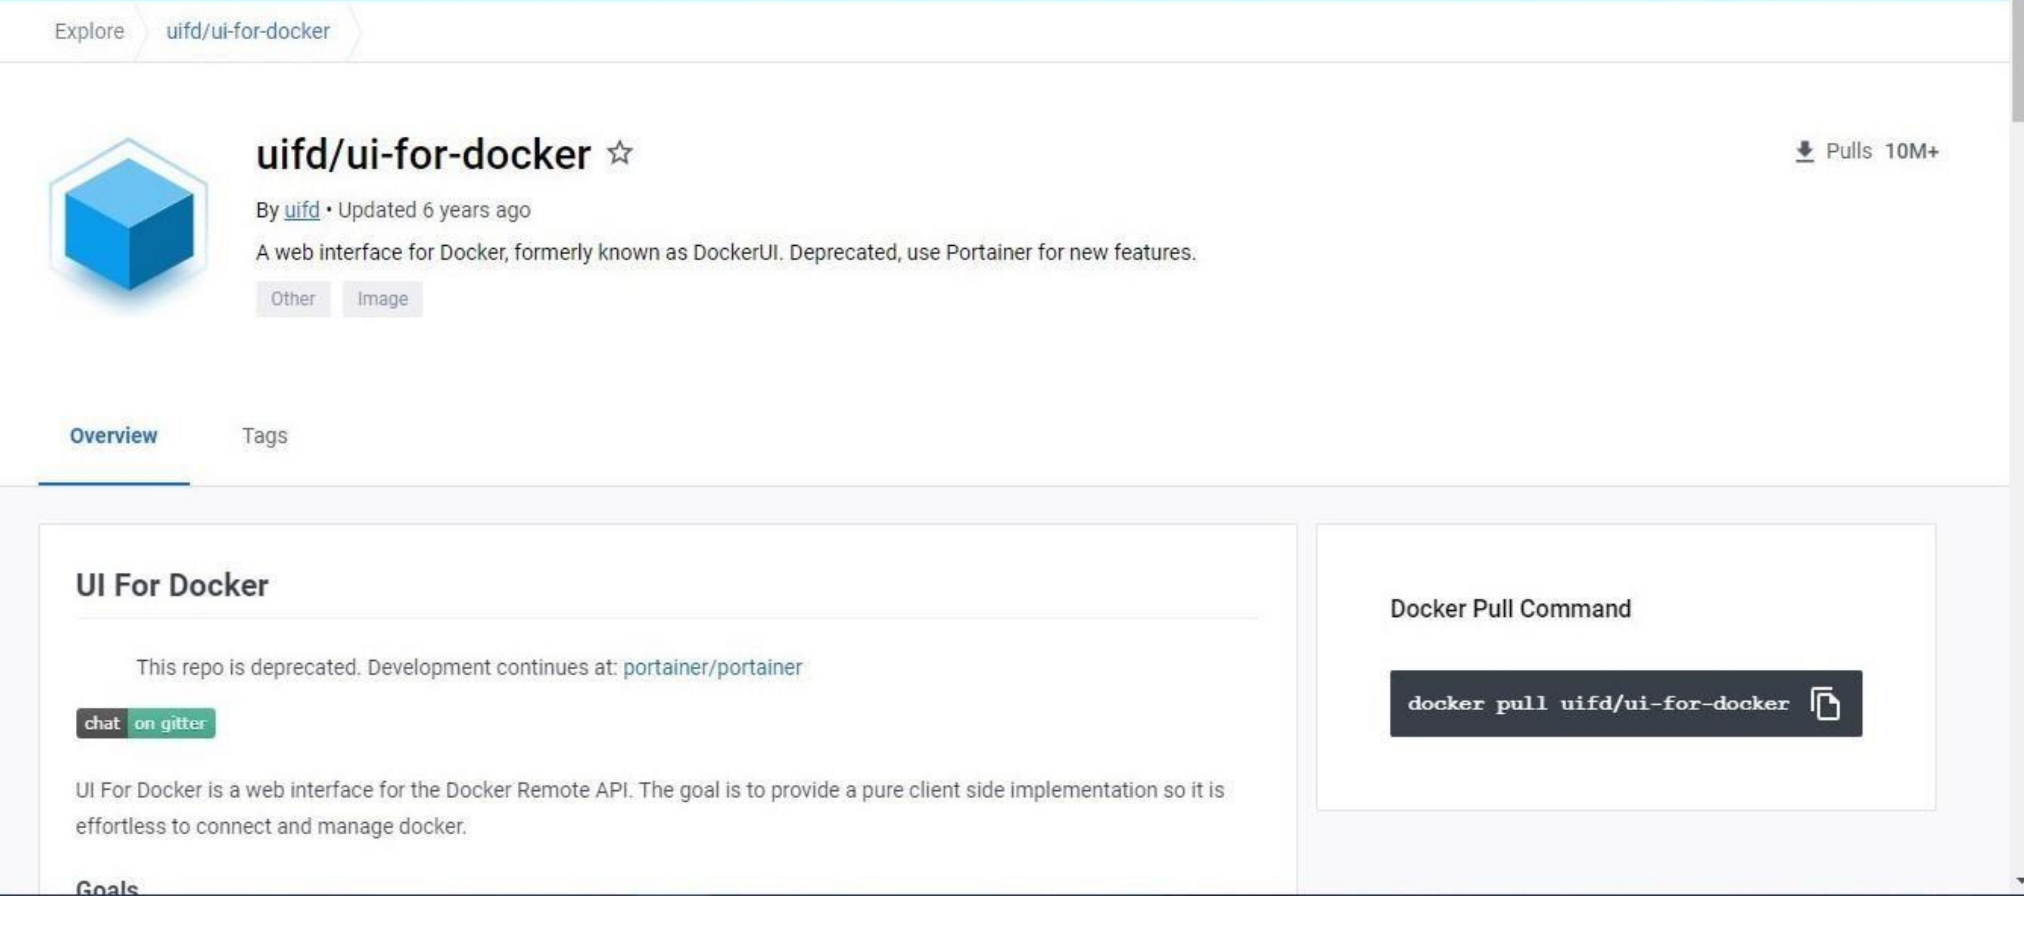 Explore uifd/ui-for-docker
uifd/ui-for-docker
Pulls 10M+
By uifd • Updated 6 years ago
A web interface for Docker, formerly known as DockerUI. Deprecated, use Portainer for new features.
Other Image
Overview Tags
UI For Docker
This repo is deprecated. Development continues at: portainer/portainer
chat on gitter
UI For Docker is a web interface for the Docker Remote API. The goal is to provide a pure client side implementation so it is
effortless to connect and manage docker.
Goals
Docker Pull Command
docker pull uifd/ui-for-docker